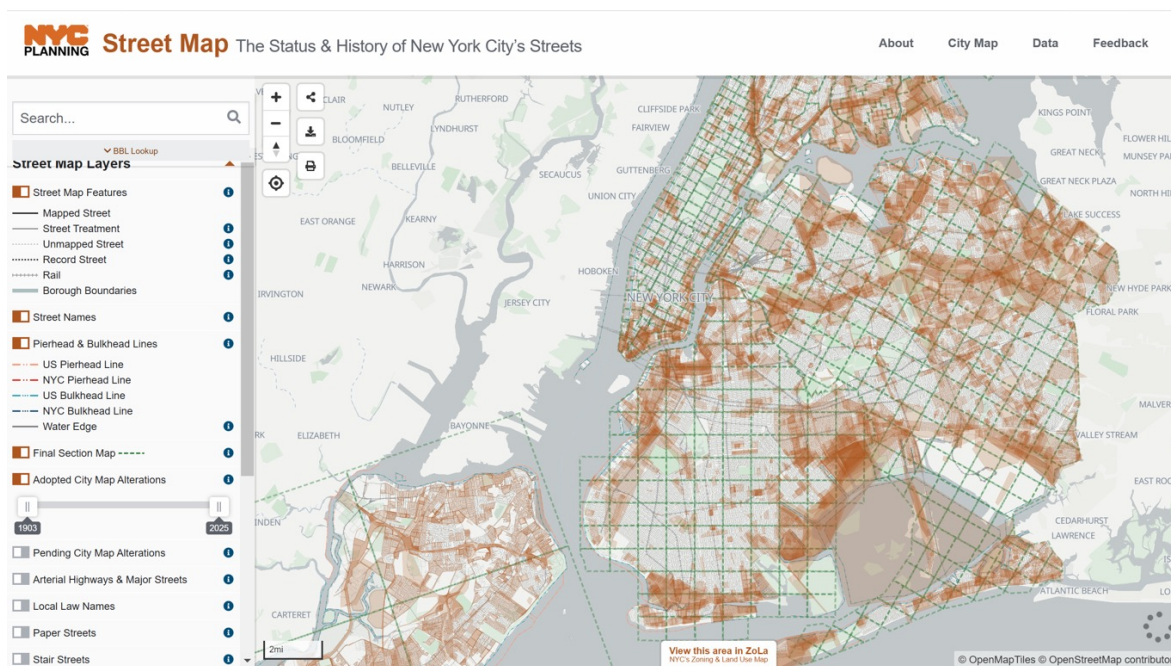 NYC
PLANNING
Street Map
The Status & History of New York City's Streets
About
City Map
Data
Feedback
Search...
BBL Lookup
Street Map Layers
Street Map Features
Mapped Street
Street Treatment
Unmapped Street
Record Street
Rail
Borough Boundaries
Street Names
Pierhead & Bulkhead Lines
US Pierhead Line
NYC Pierhead Line
US Bulkhead Line
NYC Bulkhead Line
Water Edge
Final Section Map
Adopted City Map Alterations
1903
2025
Pending City Map Alterations
Arterial Highways & Major Streets
Local Law Names
Paper Streets
Stair Streets
CLAIR
NUTLEY
RUTHERFORD
CLIFFSIDE PARK
KINGS POINT
BLOOMFIELD
LYNDHURST
FAIRVIEW
FLOWER HIL
GREAT NECK
MUNSEY PAR
BELLEVILLE
SECAUCUS
GUTTENBERG
GREAT NECK PLAZA
UNION CITY
NORTH HI
EAST ORANGE
KEARNY
LAKE SUCCESS
HARRISON
HOBOKEN
NEWARK
IRVINGTON
JERSEY CITY
NEW YORK CITY
NEW HYDE PARK
FLORAL PARK
HILLSIDE
MALVER
BAYONNE
ELIZABETH
VALLEY STREAM
EAST ROC
INDEN
CEDARHURST
LAWRENCE
CARTERET
ATLANTIC BEACH
LO
2mi
View this area in ZoLa
NYC's Zoning & Land Use Map
© OpenMapTiles © OpenStreetMap contributo